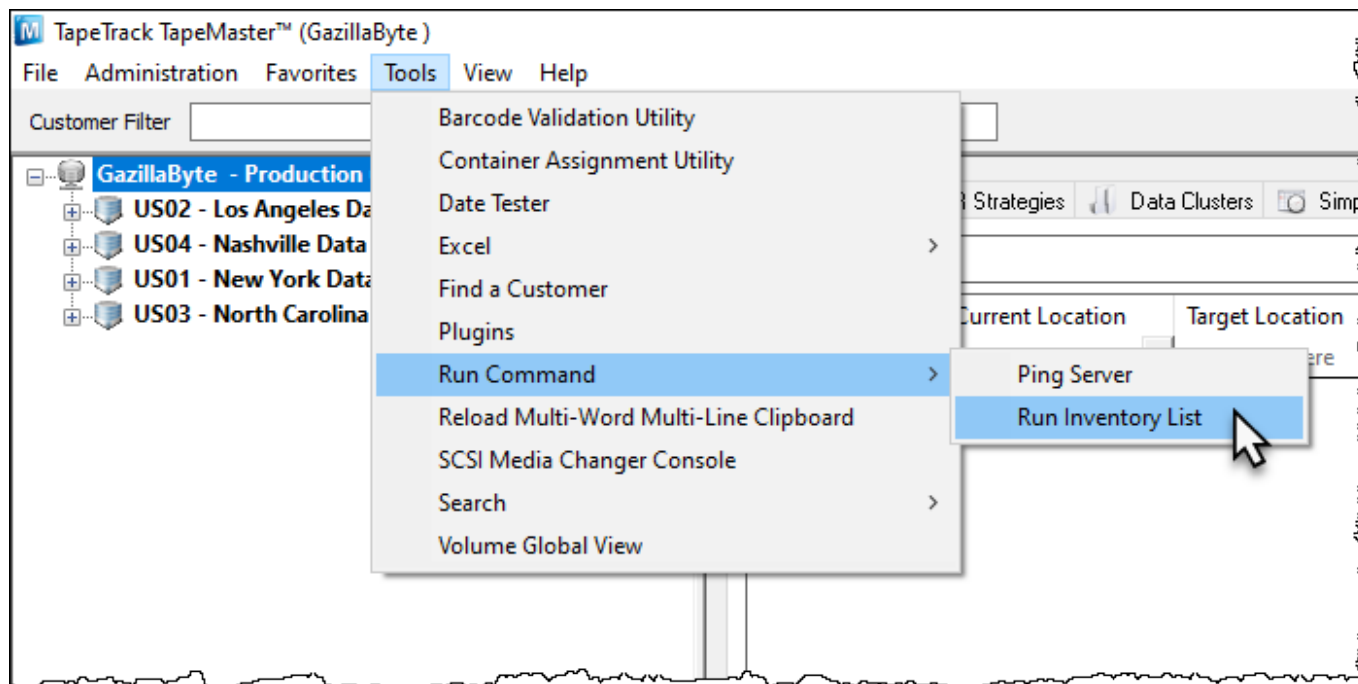 M TapeTrack TapeMaster™ (GazillaByte )
File Administration Favorites Tools View Help
Customer Filter
Barcode Validation Utility
Container Assignment Utility
Date Tester
Excel
Find a Customer
Plugins
Run Command
Reload Multi-Word Multi-Line Clipboard
SCSI Media Changer Console
Search
Volume Global View
Ping Server
Run Inventory List
GazillaByte - Production
US02 - Los Angeles Da
US04 - Nashville Data
US01 - New York Data
US03 - North Carolina
Strategies Data Clusters Simp
Current Location Target Location
ere